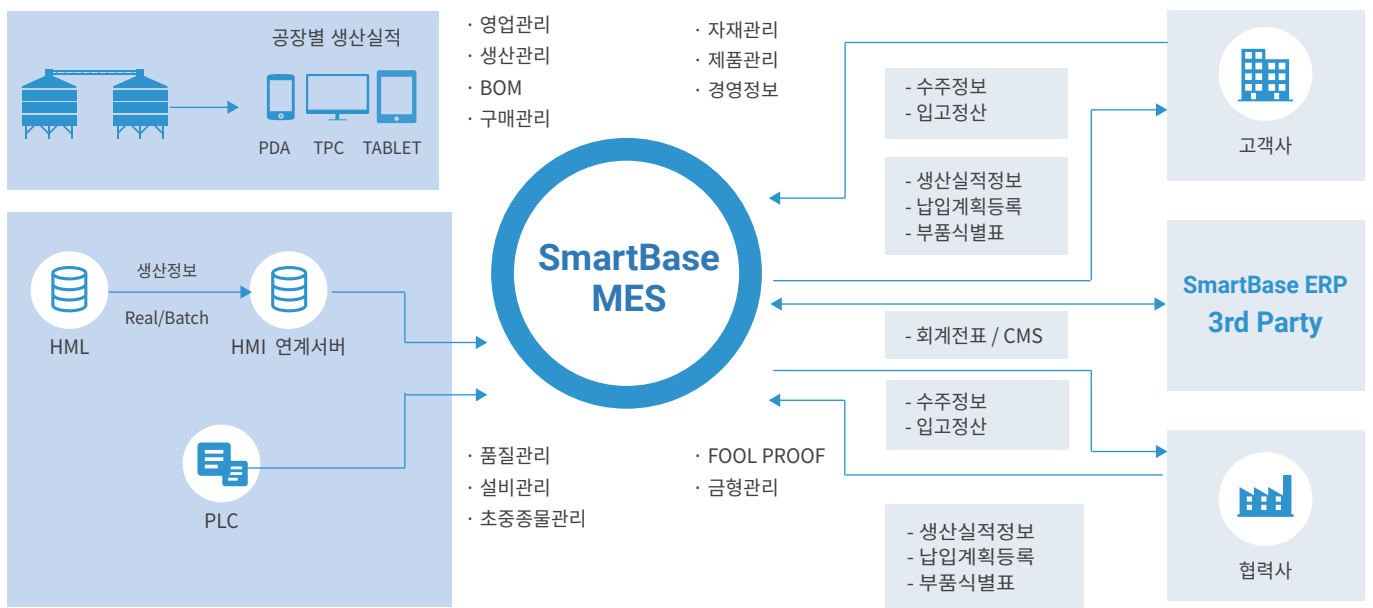 공장별 생산실적
PDA
TPC
TABLET
· 영업관리
· 생산관리
· BOM
· 구매관리
· 자재관리
· 제품관리
· 경영정보
생산정보
Real/Batch
HML
HMI 연계서버
PLC
SmartBase
MES
· 품질관리
· 설비관리
· 초중종물관리
· FOOL PROOF
· 금형관리
- 수주정보
- 입고정산
- 생산실적정보
- 납입계획등록
- 부품식별표
- 회계전표 / CMS
- 수주정보
- 입고정산
- 생산실적정보
- 납입계획등록
- 부품식별표
고객사
SmartBase ERP
3rd Party
협력사